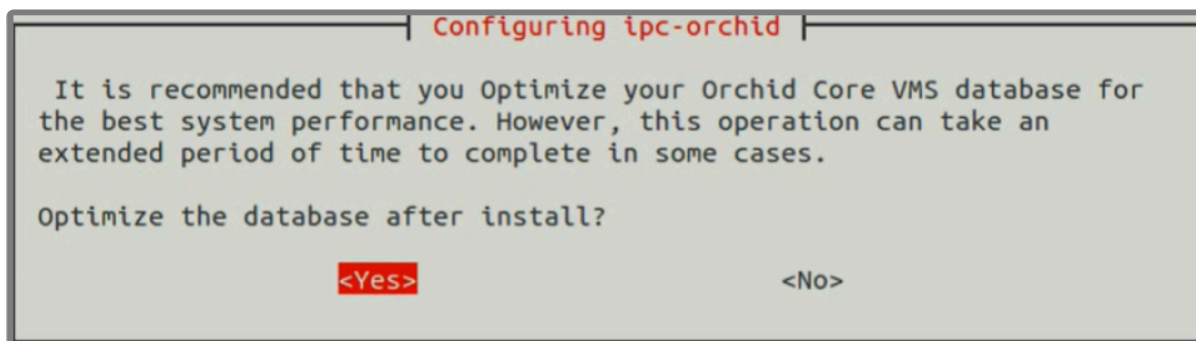 Configuring ipc-orchid
It is recommended that you Optimize your Orchid Core VMS database for
the best system performance. However, this operation can take an
extended period of time to complete in some cases.
Optimize the database after install?
<Yes> <No>